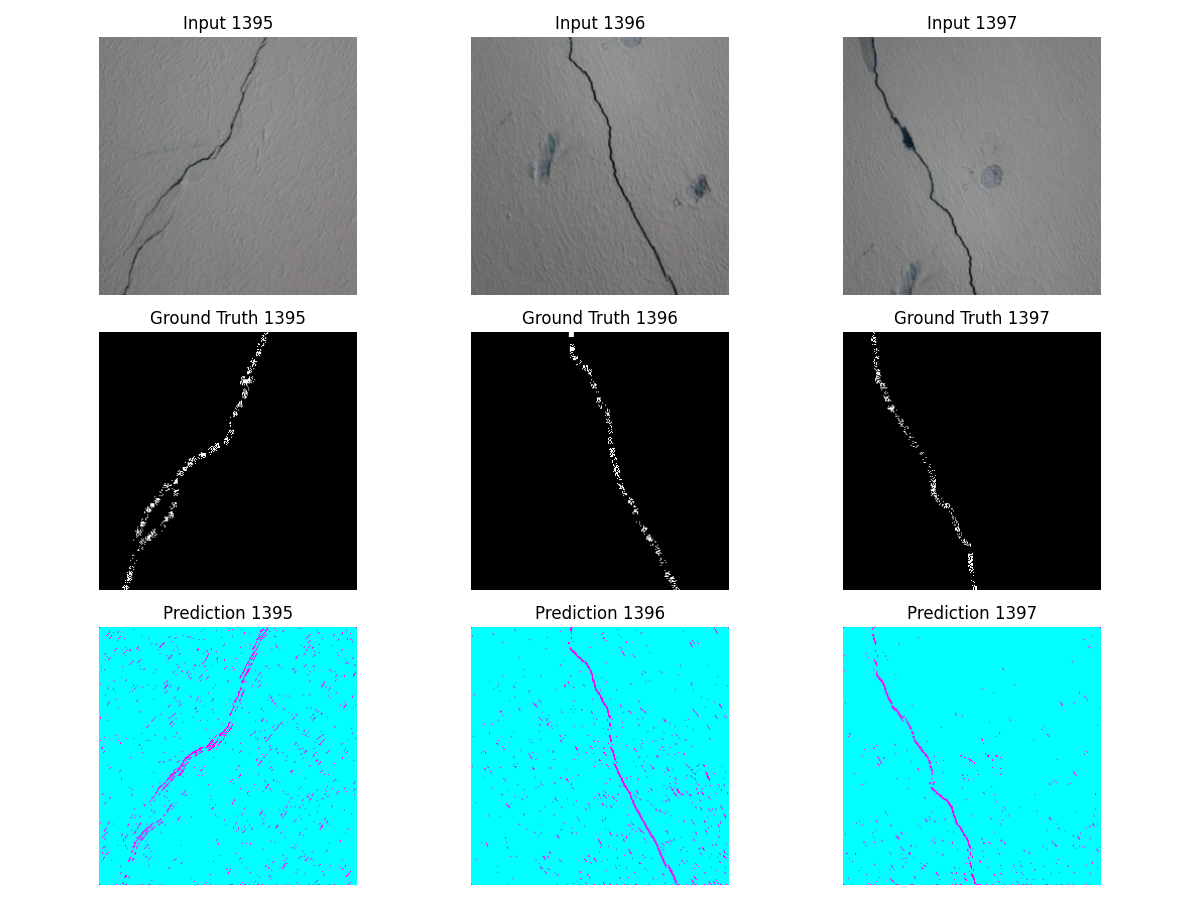 Input 1395
Input 1396
Input 1397
Ground Truth 1395
Ground Truth 1396
Ground Truth 1397
Prediction 1395
Prediction 1396
Prediction 1397